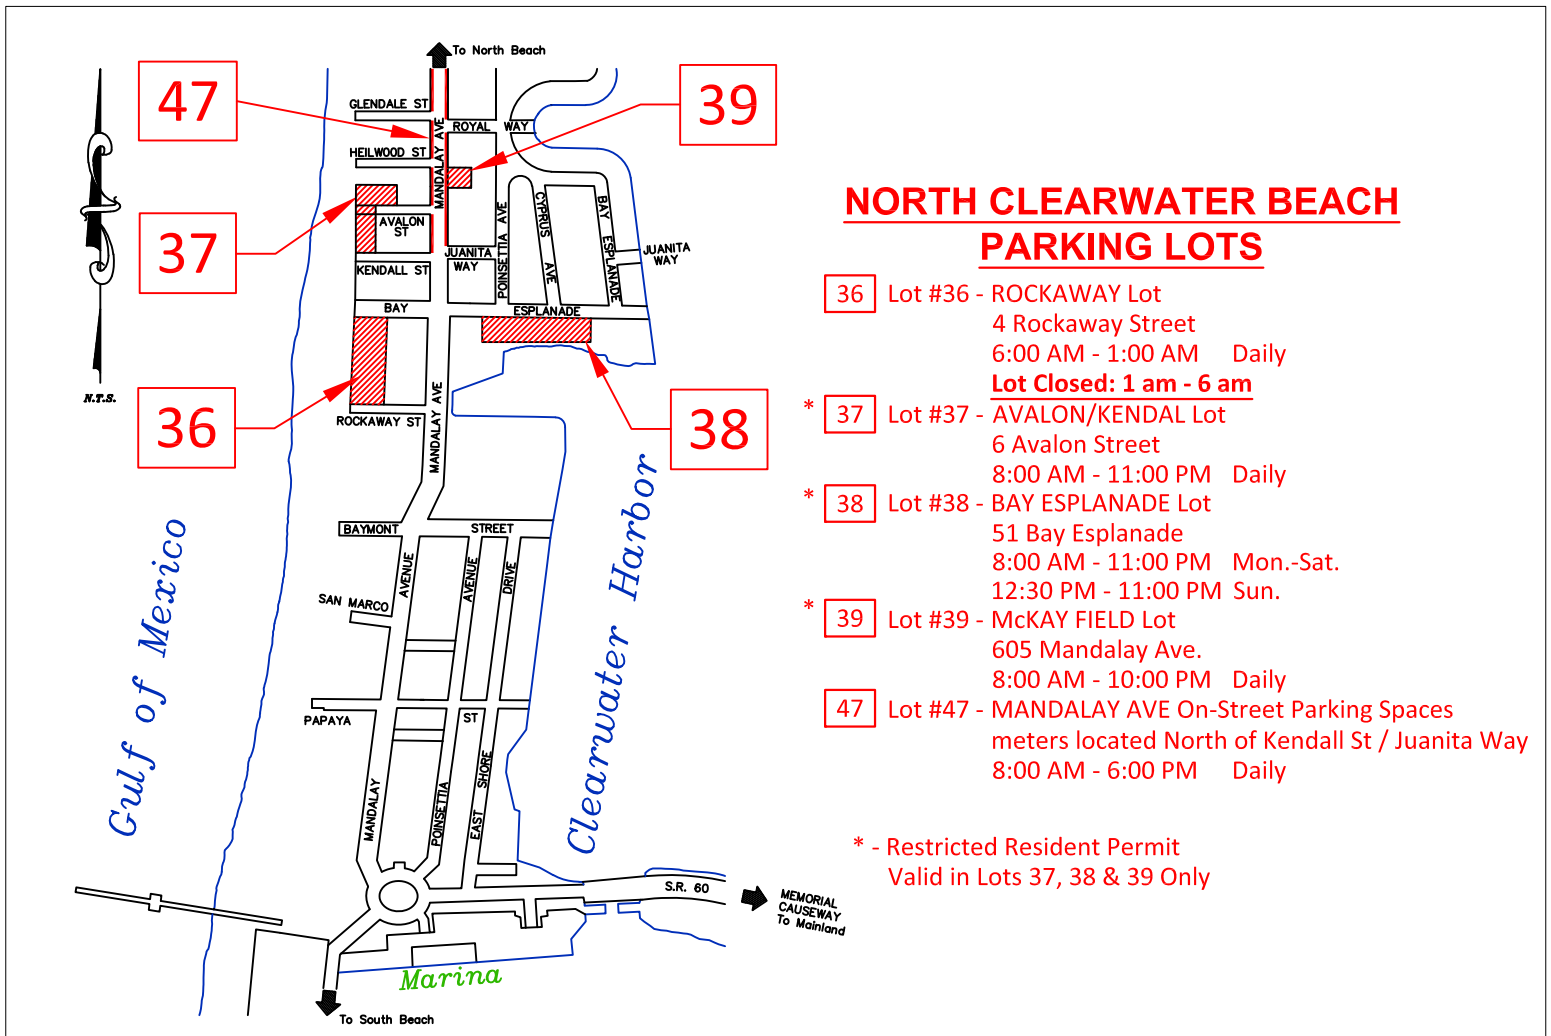 To North Beach
47
39
GLENDALE ST
MANDALAY AVE
ROYAL WAY
HEILWOOD ST
37
AVALON
ST
CYPRUS AVE
BAY ESPLANADE
POINSETTIA AVE
JUANITA
WAY
JUANITA
WAY
KENDALL ST
BAY ESPLANADE
N.T.S.
36
ROCKAWAY ST
MANDALAY AVE
38
BAYMONT STREET
Gulf of Mexico
Clearwater Harbor
SAN MARCO
PAPAYA ST
MANDALAY AVENUE
POINSETTIA AVENUE
EAST SHORE DRIVE
S.R. 60
MEMORIAL
CAUSEWAY
To Mainland
Marina
To South Beach
NORTH CLEARWATER BEACH
PARKING LOTS
36 Lot #36 - ROCKAWAY Lot
4 Rockaway Street
6:00 AM - 1:00 AM Daily
Lot Closed: 1 am - 6 am
* 37 Lot #37 - AVALON/KENDAL Lot
6 Avalon Street
8:00 AM - 11:00 PM Daily
* 38 Lot #38 - BAY ESPLANADE Lot
51 Bay Esplanade
8:00 AM - 11:00 PM Mon.-Sat.
12:30 PM - 11:00 PM Sun.
* 39 Lot #39 - McKAY FIELD Lot
605 Mandalay Ave.
8:00 AM - 10:00 PM Daily
47 Lot #47 - MANDALAY AVE On-Street Parking Spaces
meters located North of Kendall St / Juanita Way
8:00 AM - 6:00 PM Daily
* - Restricted Resident Permit
Valid in Lots 37, 38 & 39 Only